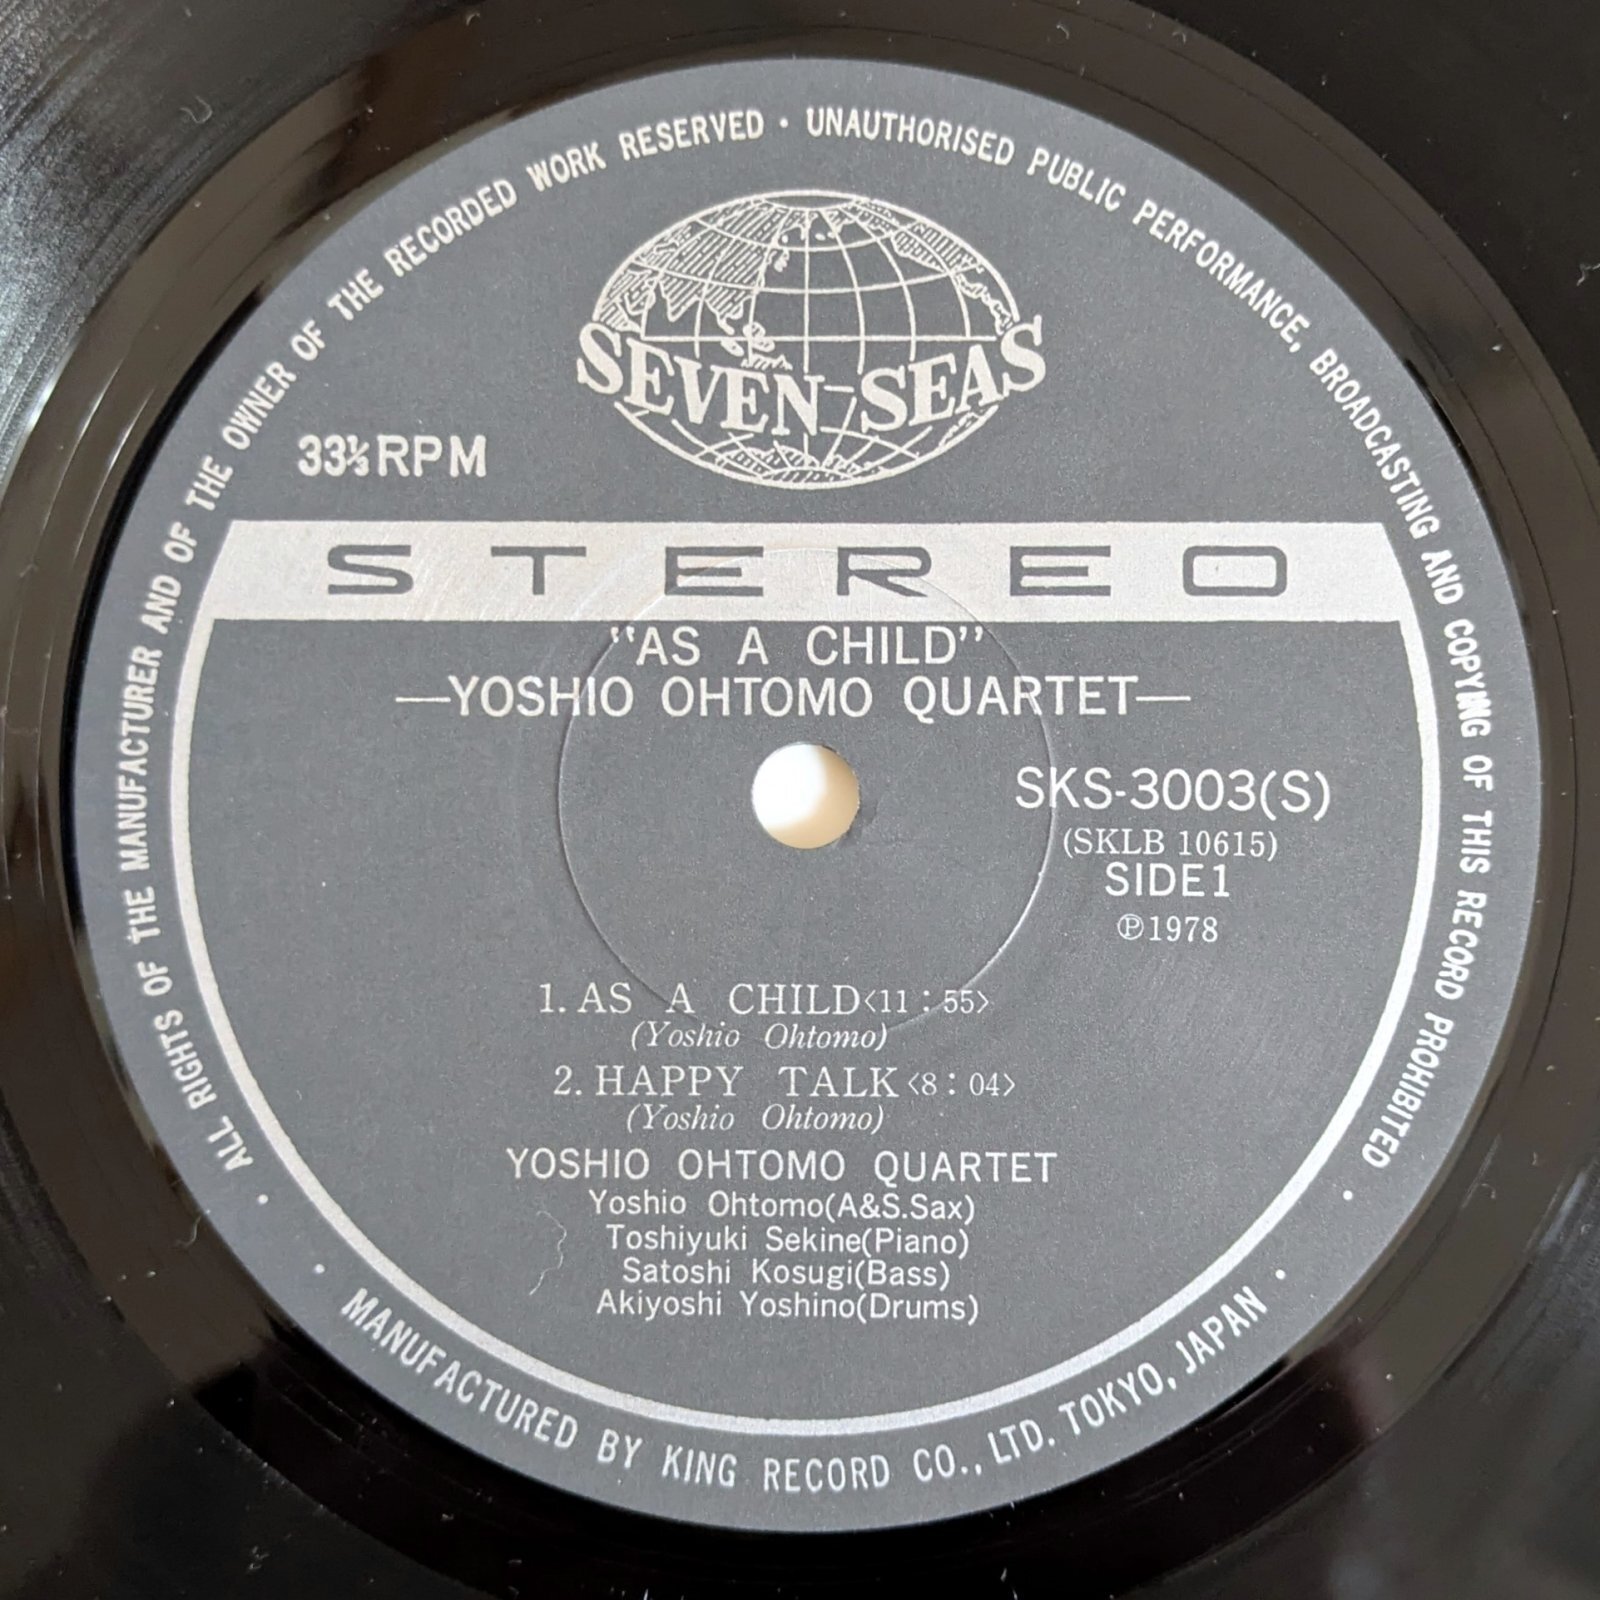 ALL RIGHTS OF THE MANUFACTURER AND OF THE OWNER OF THE RECORDED WORK RESERVED · UNAUTHORISED PUBLIC PERFORMANCE, BROADCASTING AND COPYING OF THIS RECORD PROHIBITED
SEVEN SEAS
33⅓RPM
STEREO
"AS A CHILD"
—YOSHIO OHTOMO QUARTET—
SKS-3003(S)
(SKLB 10615)
SIDE1
℗1978
1. AS A CHILD<11:55>
(Yoshio Ohtomo)
2. HAPPY TALK<8:04>
(Yoshio Ohtomo)
YOSHIO OHTOMO QUARTET
Yoshio Ohtomo(A&S.Sax)
Toshiyuki Sekine(Piano)
Satoshi Kosugi(Bass)
Akiyoshi Yoshino(Drums)
· MANUFACTURED BY KING RECORD CO., LTD. TOKYO, JAPAN ·